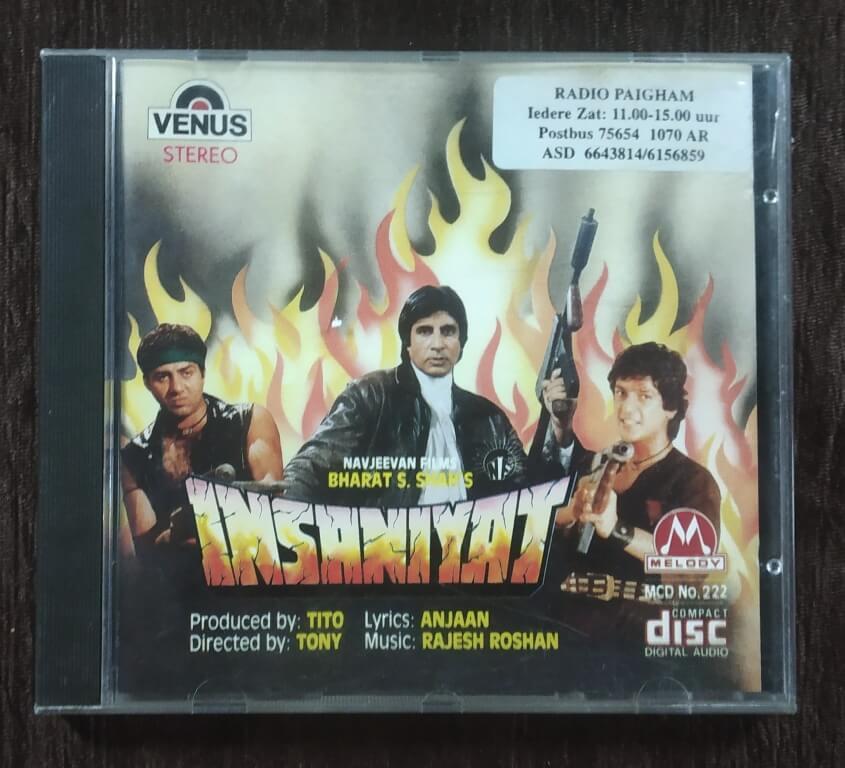 VENUS
STEREO
RADIO PAIGHAM
Iedere Zat: 11.00-15.00 uur
Postbus 75654 1070 AR
ASD 6643814/6156859
NAVJEEVAN FILMS
BHARAT S. SHAH'S
INSANIYAT
M
MELODY
MCD No. 222
Produced by: TITO Lyrics: ANJAAN
Directed by: TONY Music: RAJESH ROSHAN
COMPACT
disc
DIGITAL AUDIO